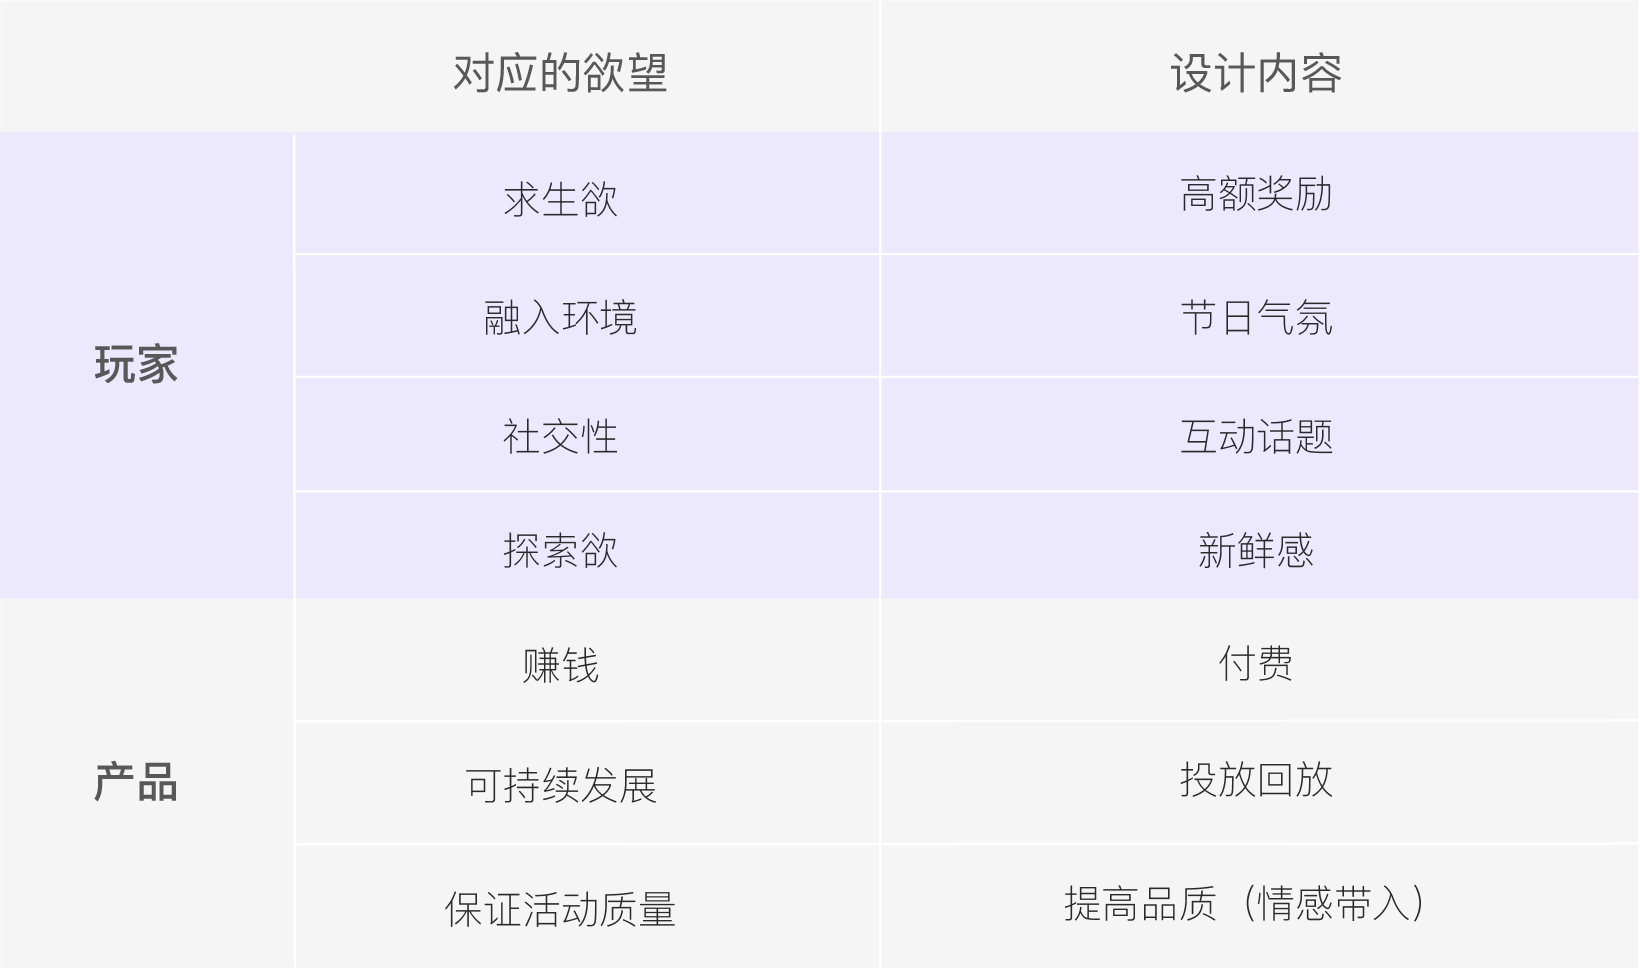 对应的欲望 设计内容
玩家
求生欲 高额奖励
融入环境 节日气氛
社交性 互动话题
探索欲 新鲜感
产品
赚钱 付费
可持续发展 投放回放
保证活动质量 提高品质（情感带入）